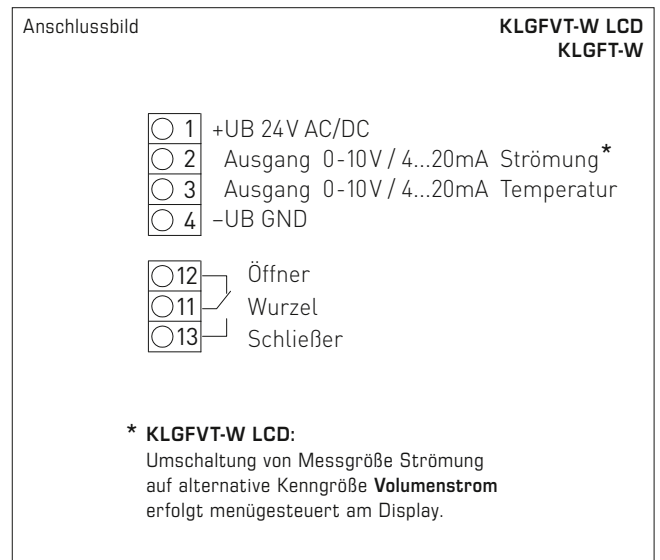 Anschlussbild KLGFVT-W LCD
KLGFT-W
1 +UB 24V AC/DC
2 Ausgang 0-10V / 4...20mA Strömung*
3 Ausgang 0-10V / 4...20mA Temperatur
4 –UB GND
12 Öffner
11 Wurzel
13 Schließer
* KLGFVT-W LCD:
Umschaltung von Messgröße Strömung
auf alternative Kenngröße Volumenstrom
erfolgt menügesteuert am Display.